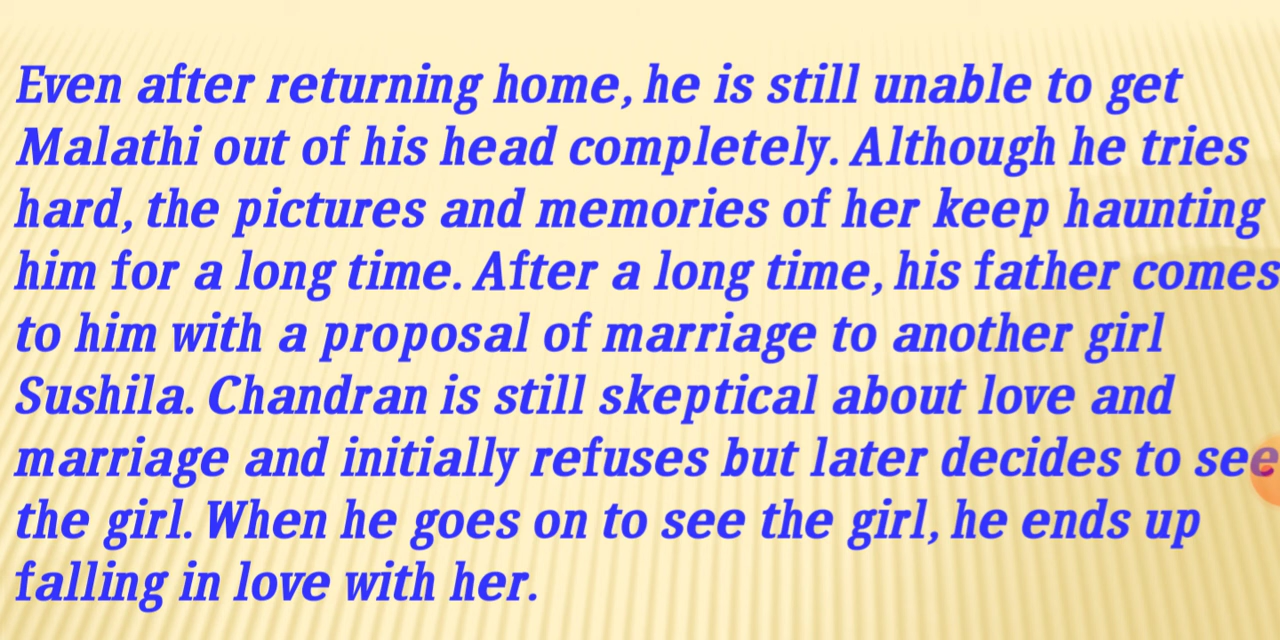 Even after returning home, he is still unable to get
Malathi out of his head completely. Although he tries
hard, the pictures and memories of her keep haunting
him for a long time. After a long time, his father comes
to him with a proposal of marriage to another girl
Sushila. Chandran is still skeptical about love and
marriage and initially refuses but later decides to see
the girl. When he goes on to see the girl, he ends up
falling in love with her.